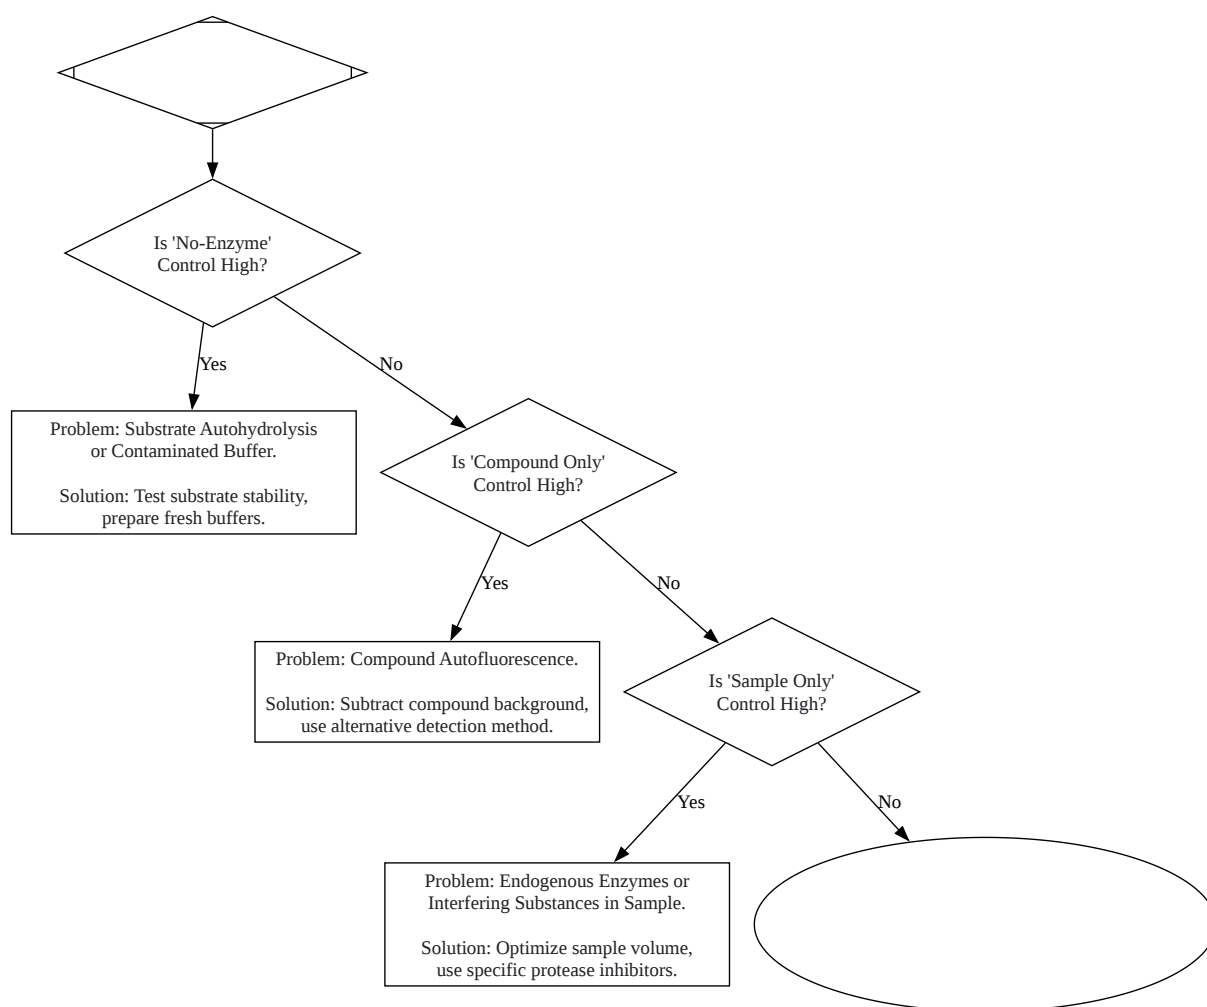 Is 'No-Enzyme'
Control High?
Yes
No
Problem: Substrate Autohydrolysis
or Contaminated Buffer.
Solution: Test substrate stability,
prepare fresh buffers.
Is 'Compound Only'
Control High?
Yes
No
Problem: Compound Autofluorescence.
Solution: Subtract compound background,
use alternative detection method.
Is 'Sample Only'
Control High?
Yes
No
Problem: Endogenous Enzymes or
Interfering Substances in Sample.
Solution: Optimize sample volume,
use specific protease inhibitors.